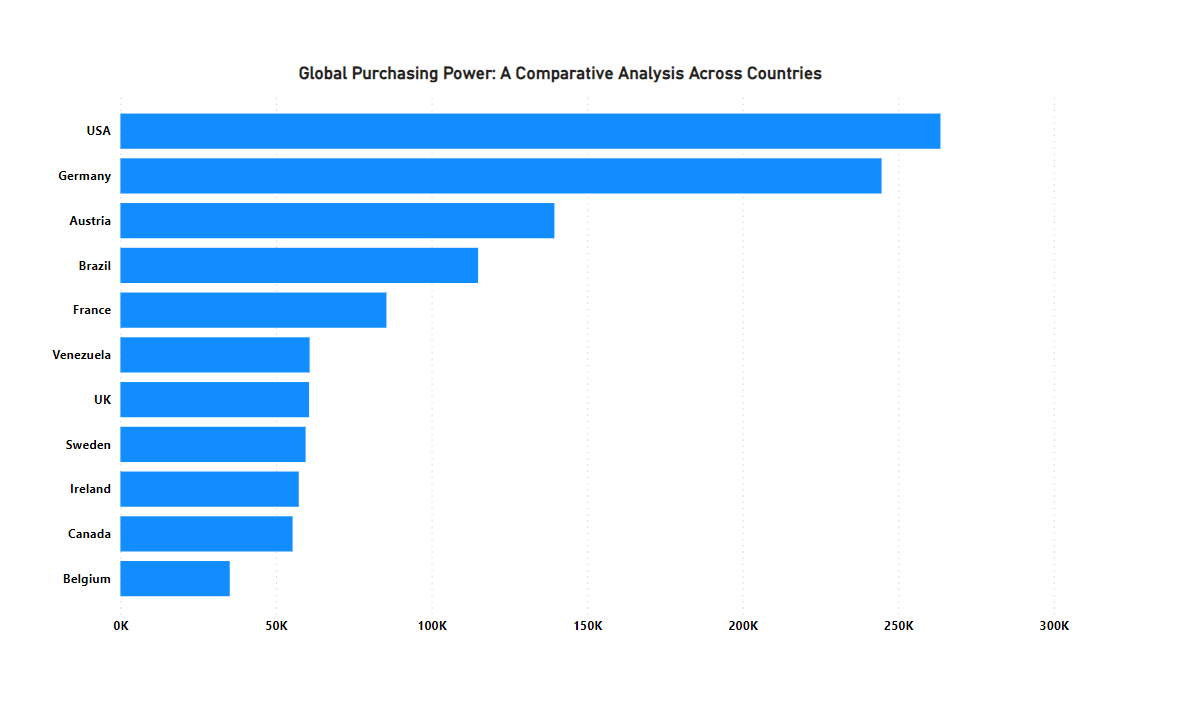 Global Purchasing Power: A Comparative Analysis Across Countries
USA
Germany
Austria
Brazil
France
Venezuela
UK
Sweden
Ireland
Canada
Belgium
0K 50K 100K 150K 200K 250K 300K